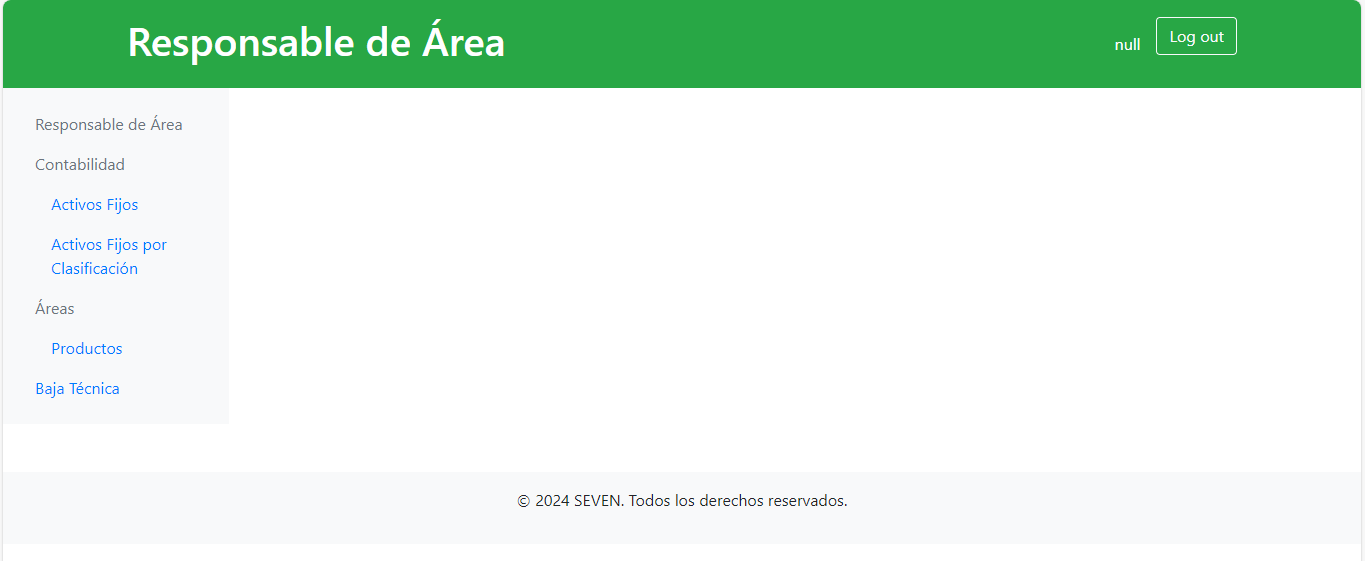 Responsable de Área
null
Log out
Responsable de Área
Contabilidad
Activos Fijos
Activos Fijos por
Clasificación
Áreas
Productos
Baja Técnica
© 2024 SEVEN. Todos los derechos reservados.